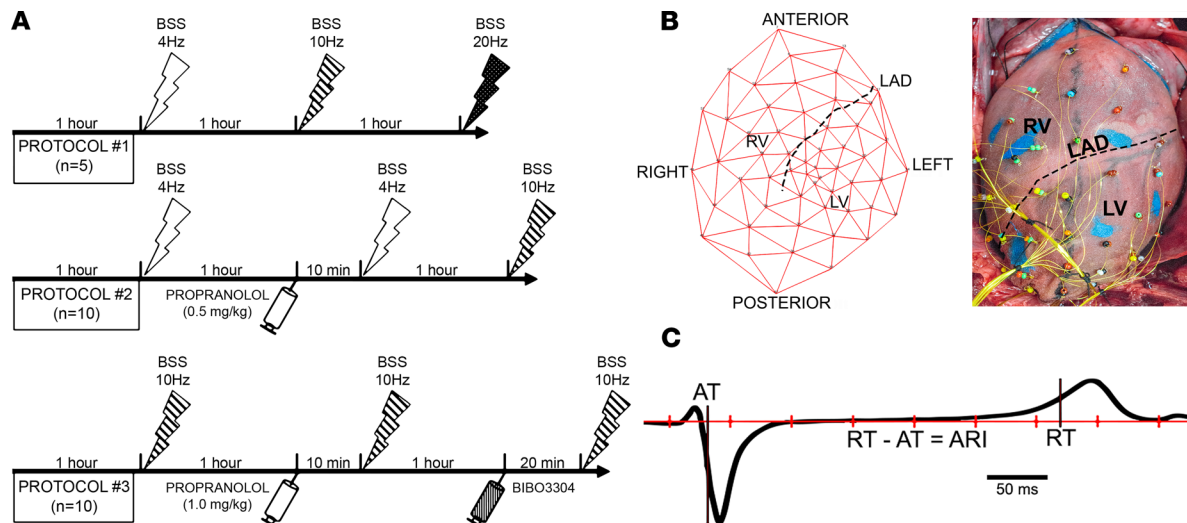 A
BSS
4Hz
BSS
10Hz
BSS
20Hz
1 hour
1 hour
1 hour
PROTOCOL #1
(n=5)
BSS
4Hz
BSS
4Hz
BSS
10Hz
1 hour
1 hour
10 min
1 hour
PROTOCOL #2
(n=10)
PROPRANOLOL
(0.5 mg/kg)
BSS
10Hz
BSS
10Hz
BSS
10Hz
1 hour
1 hour
10 min
1 hour
20 min
PROTOCOL #3
(n=10)
PROPRANOLOL
(1.0 mg/kg)
BIBO3304
B
ANTERIOR
LAD
RV
RIGHT
LEFT
LV
POSTERIOR
RV
LAD
LV
C
AT
RT - AT = ARI
RT
50 ms